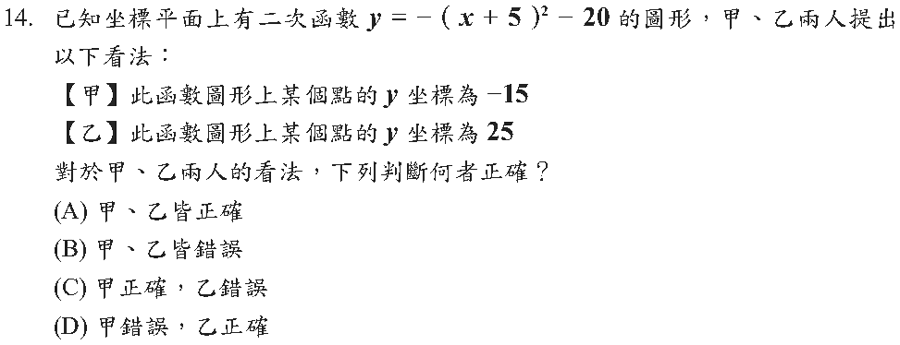 14. 已知坐標平面上有二次函數 y = – ( x + 5 )² – 20 的圖形，甲、乙兩人提出
以下看法：
【甲】此函數圖形上某個點的 y 坐標為 –15
【乙】此函數圖形上某個點的 y 坐標為 25
對於甲、乙兩人的看法，下列判斷何者正確？
(A) 甲、乙皆正確
(B) 甲、乙皆錯誤
(C) 甲正確，乙錯誤
(D) 甲錯誤，乙正確